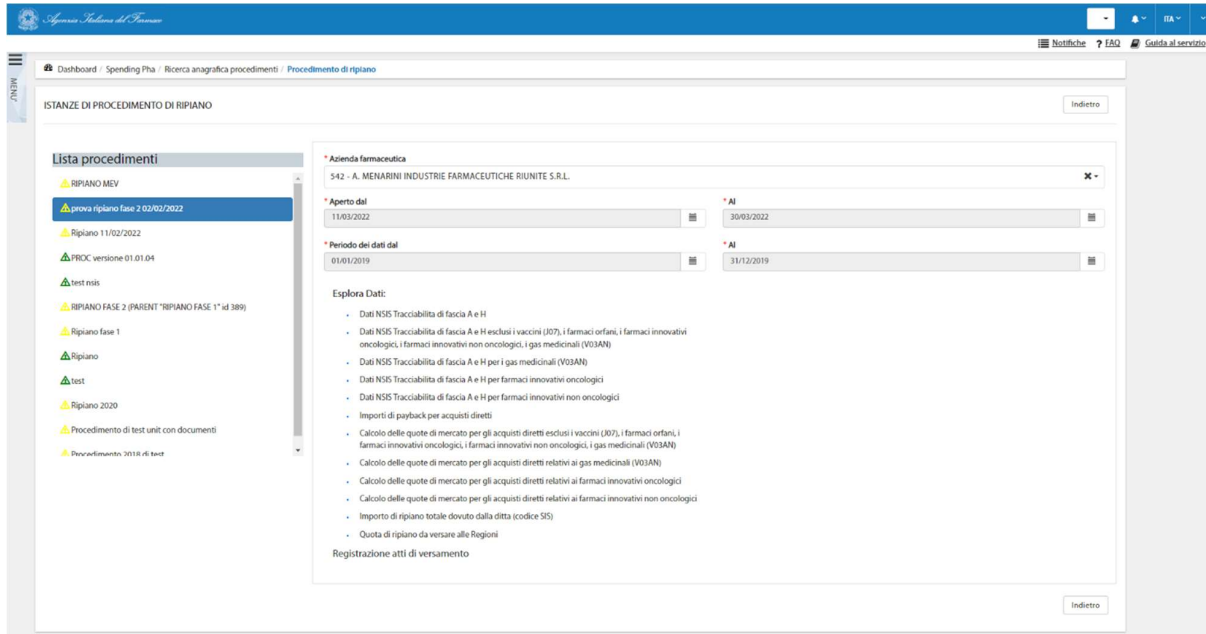 Agenzia Italiana del Farmaco
ITA
Notifiche ? FAQ Guida al servizio
MENU'
Dashboard / Spending Pha / Ricerca anagrafica procedimenti / Procedimento di ripiano
ISTANZE DI PROCEDIMENTO DI RIPIANO
Indietro
Lista procedimenti
RIPIANO MEV
prova ripiano fase 2 02/02/2022
Ripiano 11/02/2022
PROC versione 01.01.04
test nsis
RIPIANO FASE 2 (PARENT "RIPIANO FASE 1" id 389)
Ripiano fase 1
Ripiano
test
Ripiano 2020
Procedimento di test unit con documenti
Procedimento 2018 di test
* Azienda farmaceutica
542 - A. MENARINI INDUSTRIE FARMACEUTICHE RIUNITE S.R.L.
* Aperto dal
* Al
11/03/2022
30/03/2022
* Periodo dei dati dal
* Al
01/01/2019
31/12/2019
Esplora Dati:
Dati NSIS Tracciabilita di fascia A e H
Dati NSIS Tracciabilita di fascia A e H esclusi i vaccini (J07), i farmaci orfani, i farmaci innovativi
oncologici, i farmaci innovativi non oncologici, i gas medicinali (V03AN)
Dati NSIS Tracciabilita di fascia A e H per i gas medicinali (V03AN)
Dati NSIS Tracciabilita di fascia A e H per farmaci innovativi oncologici
Dati NSIS Tracciabilita di fascia A e H per farmaci innovativi non oncologici
Importi di payback per acquisti diretti
Calcolo delle quote di mercato per gli acquisti diretti esclusi i vaccini (J07), i farmaci orfani, i
farmaci innovativi oncologici, i farmaci innovativi non oncologici, i gas medicinali (V03AN)
Calcolo delle quote di mercato per gli acquisti diretti relativi ai gas medicinali (V03AN)
Calcolo delle quote di mercato per gli acquisti diretti relativi ai farmaci innovativi oncologici
Calcolo delle quote di mercato per gli acquisti diretti relativi ai farmaci innovativi non oncologici
Importo di ripiano totale dovuto dalla ditta (codice SIS)
Quota di ripiano da versare alle Regioni
Registrazione atti di versamento
Indietro